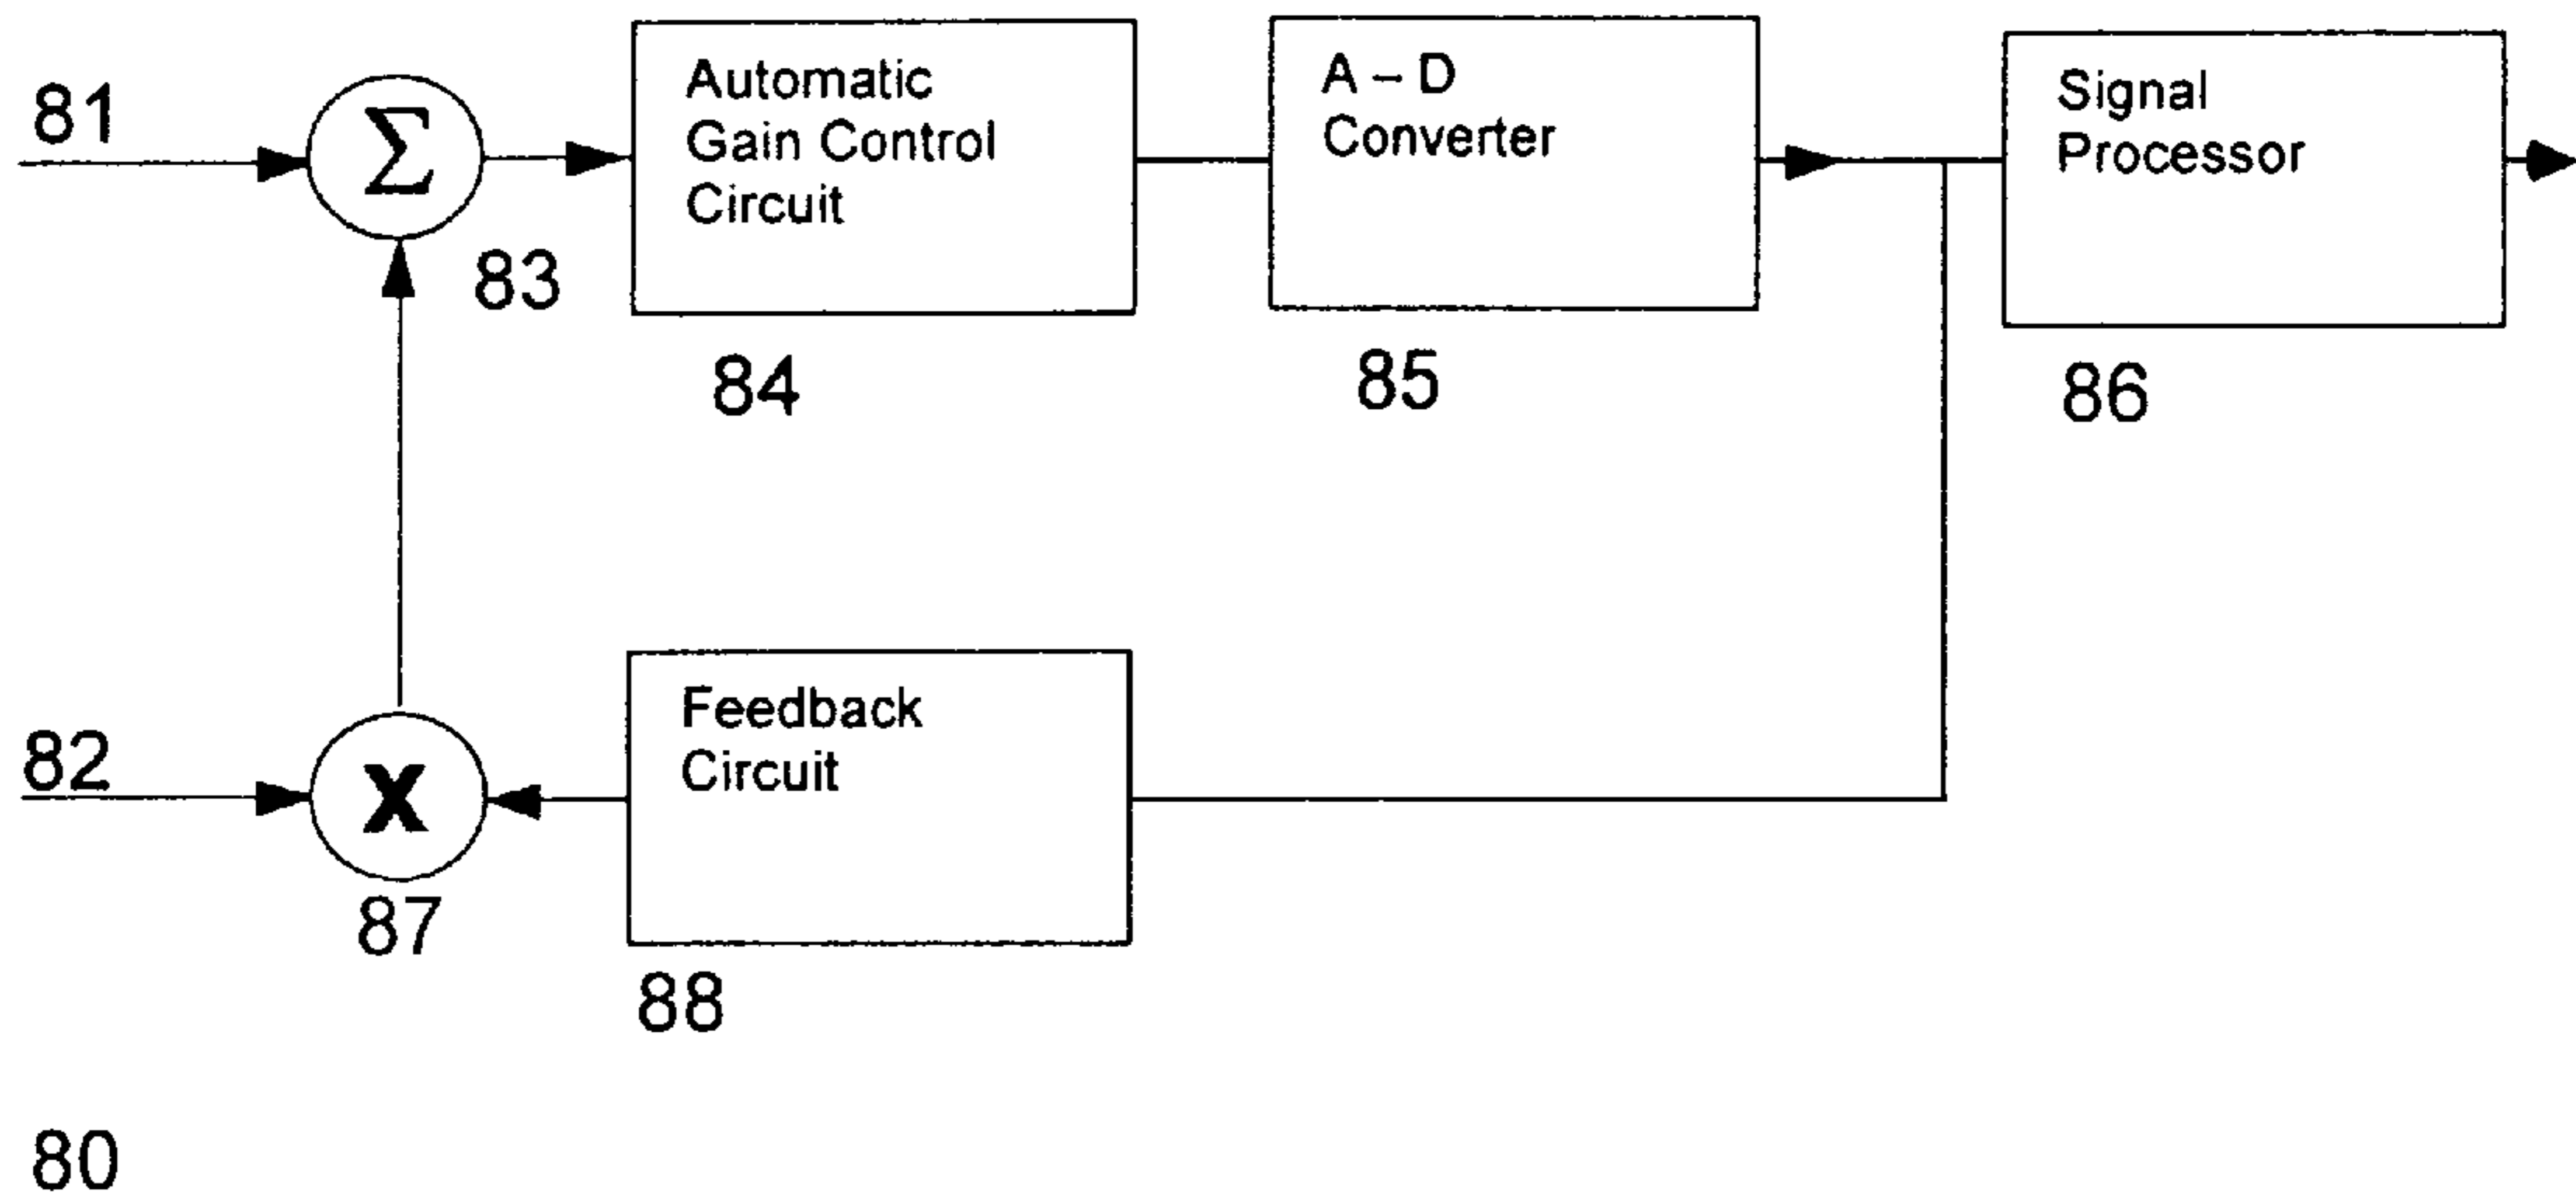 81
Σ
83
Automatic
Gain Control
Circuit
84
A – D
Converter
85
Signal
Processor
86
82
X
87
Feedback
Circuit
88
80